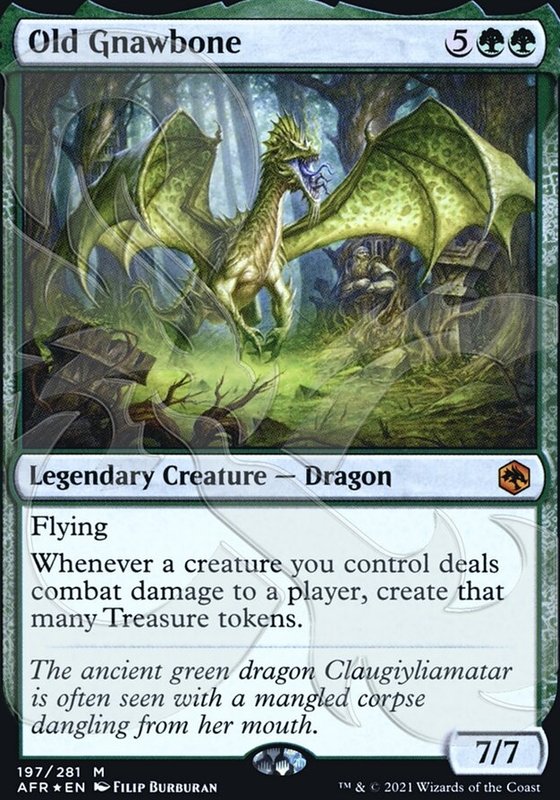 Old Gnawbone
5
Legendary Creature — Dragon
Flying
Whenever a creature you control deals
combat damage to a player, create that
many Treasure tokens.
The ancient green dragon Claugiyliamatar
is often seen with a mangled corpse
dangling from her mouth.
7/7
197/281 M
AFR ★ EN Filip Burburan
™ & © 2021 Wizards of the Coast